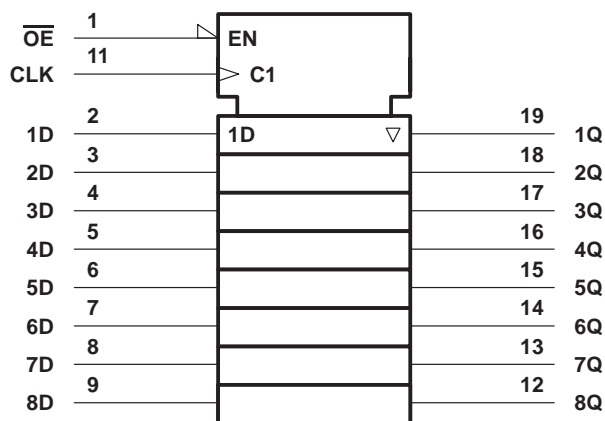 OE 1 EN
CLK 11 C1
1D 2 1D 19 1Q
2D 3 18 2Q
3D 4 17 3Q
4D 5 16 4Q
5D 6 15 5Q
6D 7 14 6Q
7D 8 13 7Q
8D 9 12 8Q